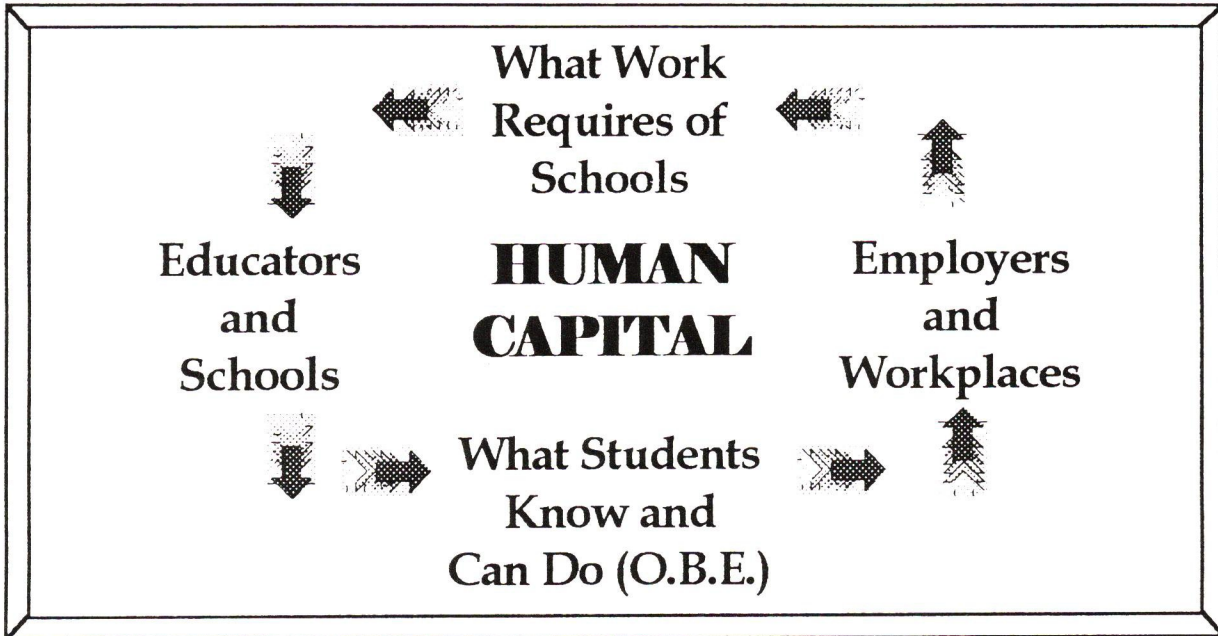 What Work
Requires of
Schools
Educators
and
Schools
HUMAN
CAPITAL
Employers
and
Workplaces
What Students
Know and
Can Do (O.B.E.)